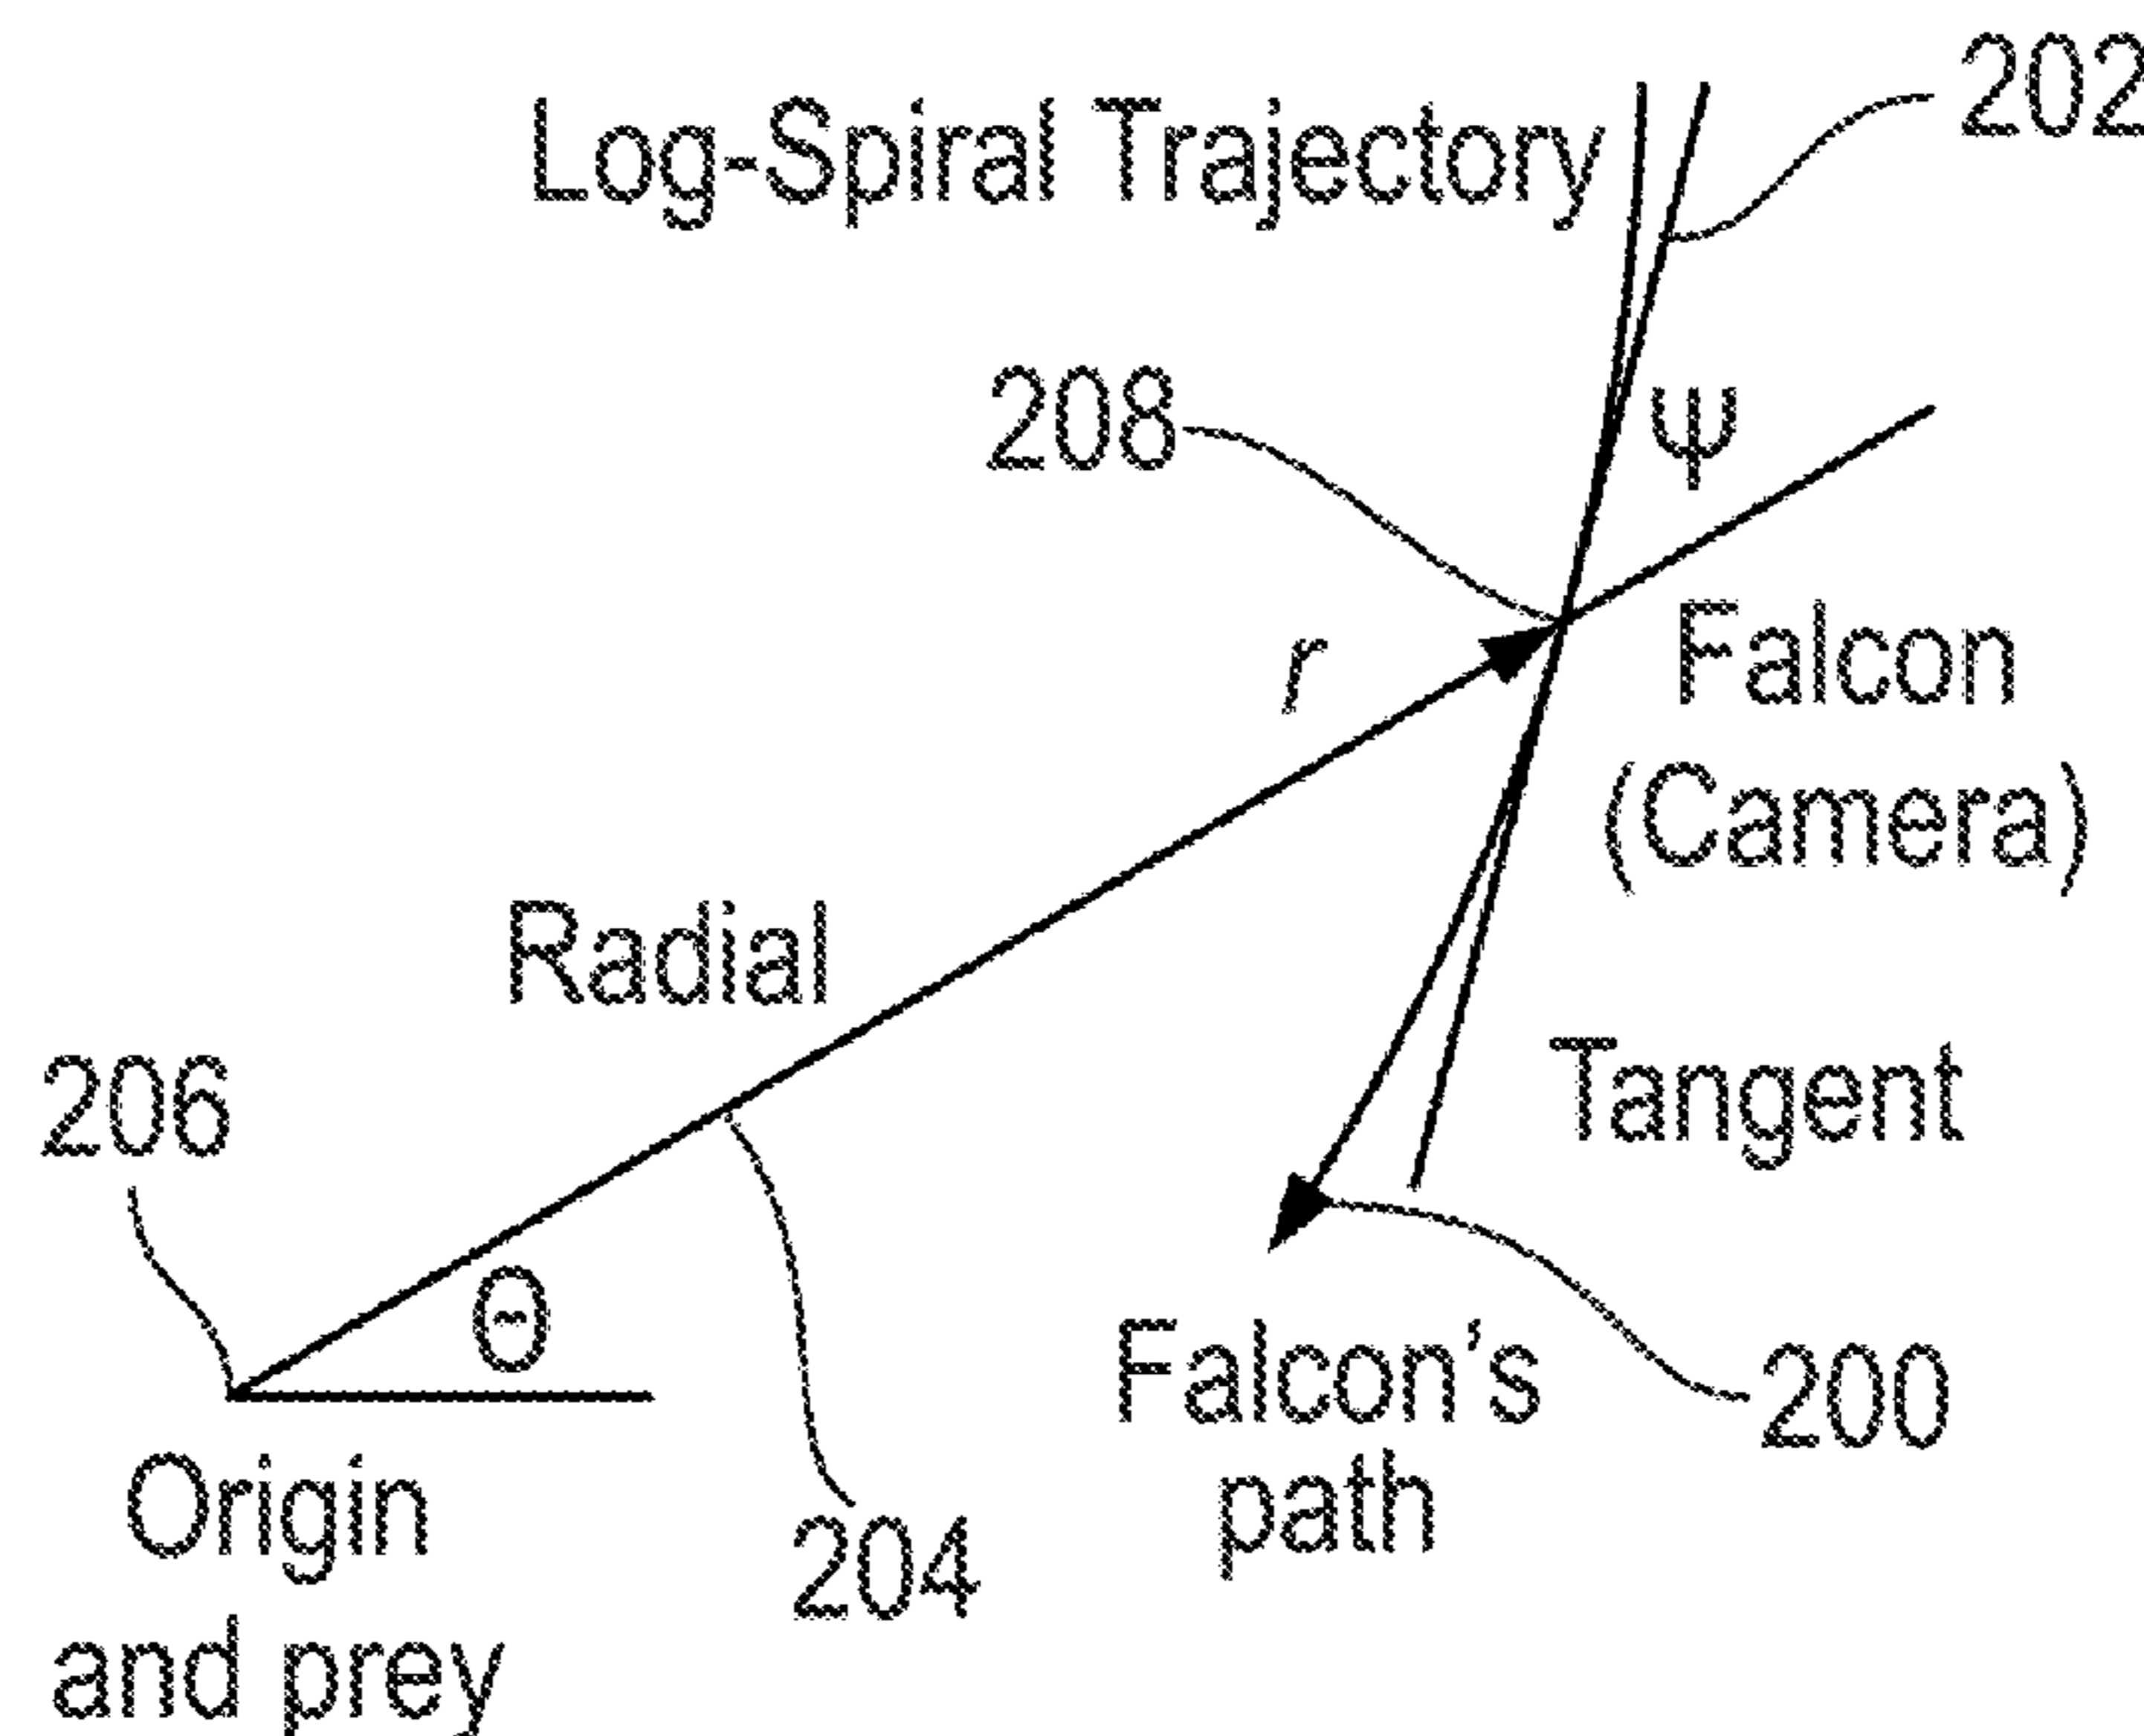 202
Log-Spiral Trajectory
208
ψ
r
Falcon
(Camera)
Radial
Tangent
206
Θ
Falcon's
path
200
Origin
and prey
204